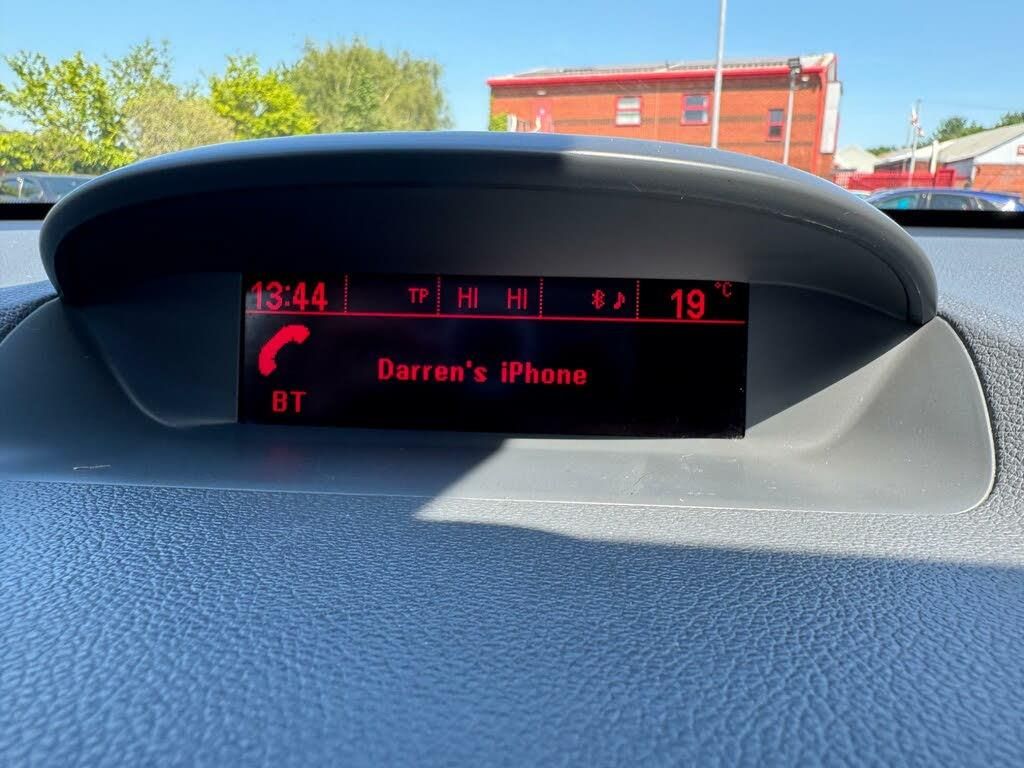 13:44 TP HI HI 19 °C
Darren's iPhone
BT